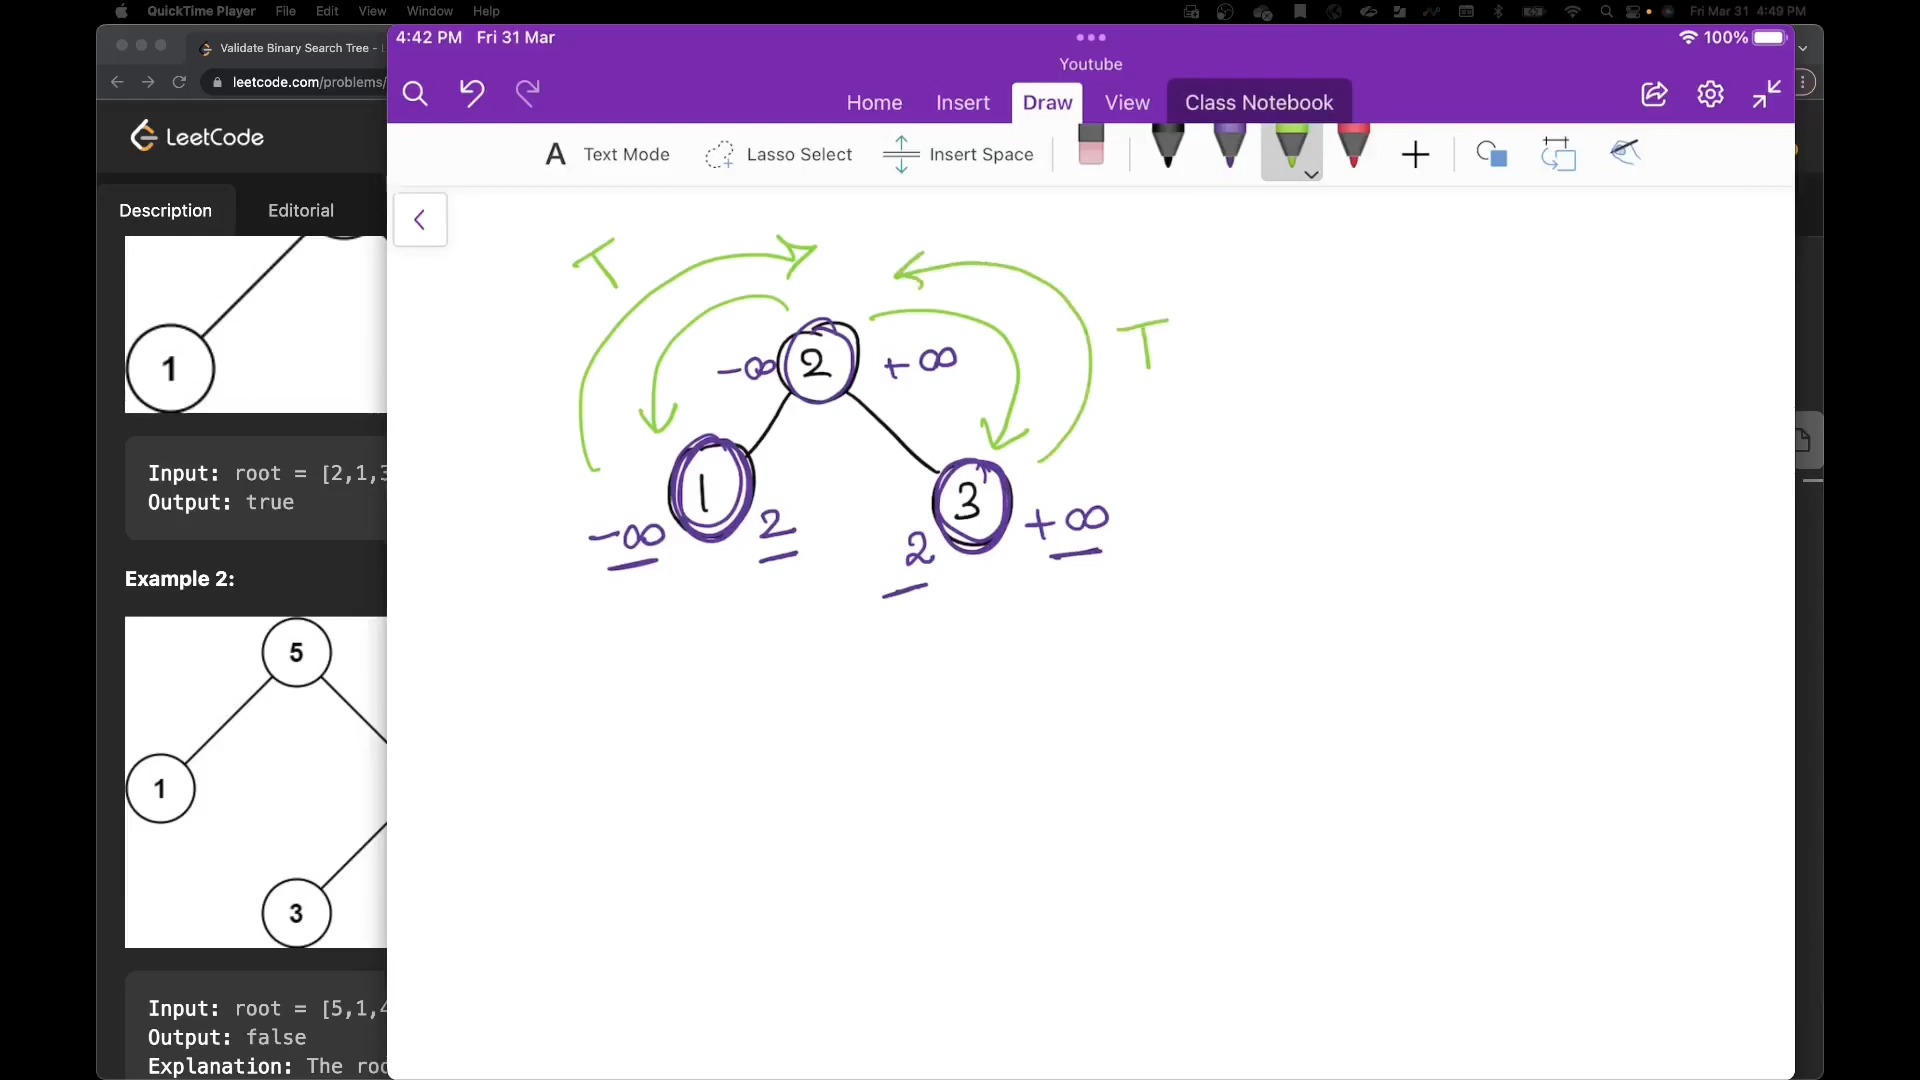 QuickTime Player File Edit View Window Help
Fri Mar 31 4:49 PM
Validate Binary Search Tree -
leetcode.com/problems/
LeetCode
Description Editorial
1
Input: root = [2,1,3
Output: true
Example 2:
5
1
3
Input: root = [5,1,4
Output: false
Explanation: The roo
4:42 PM Fri 31 Mar
100%
Youtube
Home Insert Draw View Class Notebook
A Text Mode Lasso Select Insert Space
T
T
-∞ 2 +∞
1 3
-∞ 2 2 +∞